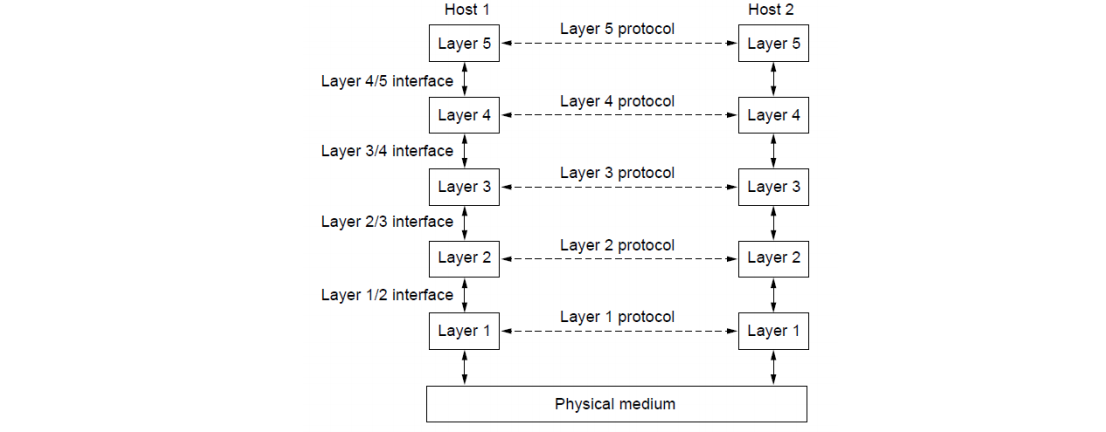 Host 1
Host 2
Layer 5 protocol
Layer 5
Layer 5
Layer 4/5 interface
Layer 4 protocol
Layer 4
Layer 4
Layer 3/4 interface
Layer 3 protocol
Layer 3
Layer 3
Layer 2/3 interface
Layer 2 protocol
Layer 2
Layer 2
Layer 1/2 interface
Layer 1 protocol
Layer 1
Layer 1
Physical medium